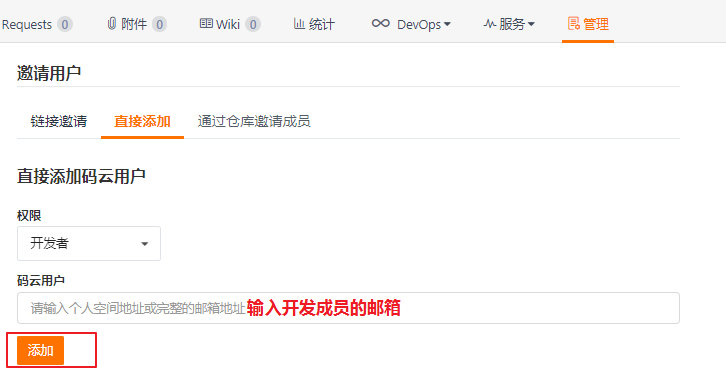 Requests 0 附件 0 Wiki 0 统计 DevOps 服务 管理
邀请用户
链接邀请 直接添加 通过仓库邀请成员
直接添加码云用户
权限
开发者
码云用户
请输入个人空间地址或完整的邮箱地址 输入开发成员的邮箱
添加